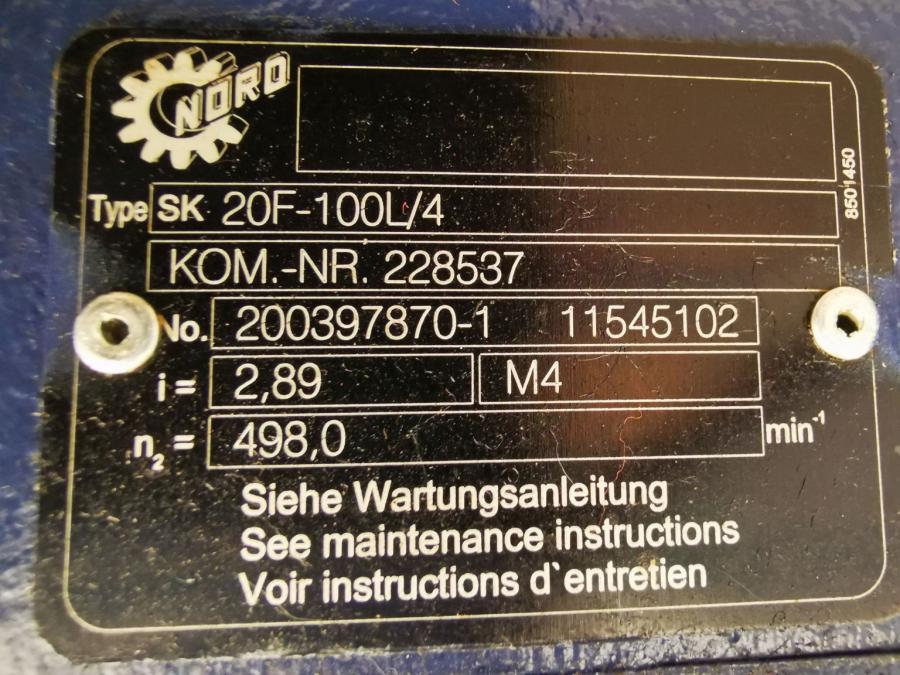 NORD
8501450
Type SK 20F-100L/4
KOM.-NR. 228537
No. 200397870-1 11545102
i = 2,89 M4
n₂ = 498,0 min⁻¹
Siehe Wartungsanleitung
See maintenance instructions
Voir instructions d`entretien